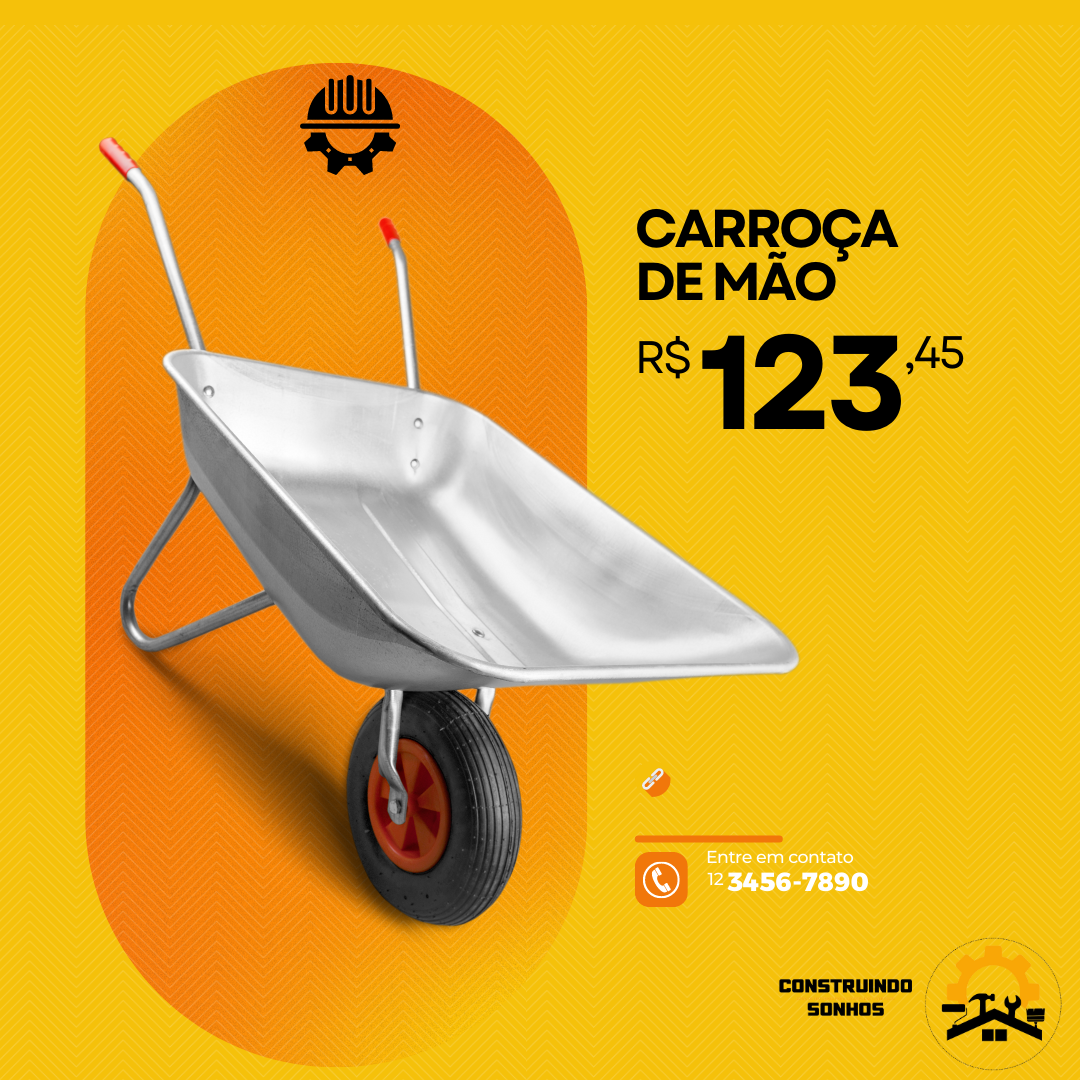 CARROÇA
DE MÃO
R$ 123,45
Entre em contato
12 3456-7890
CONSTRUINDO
SONHOS